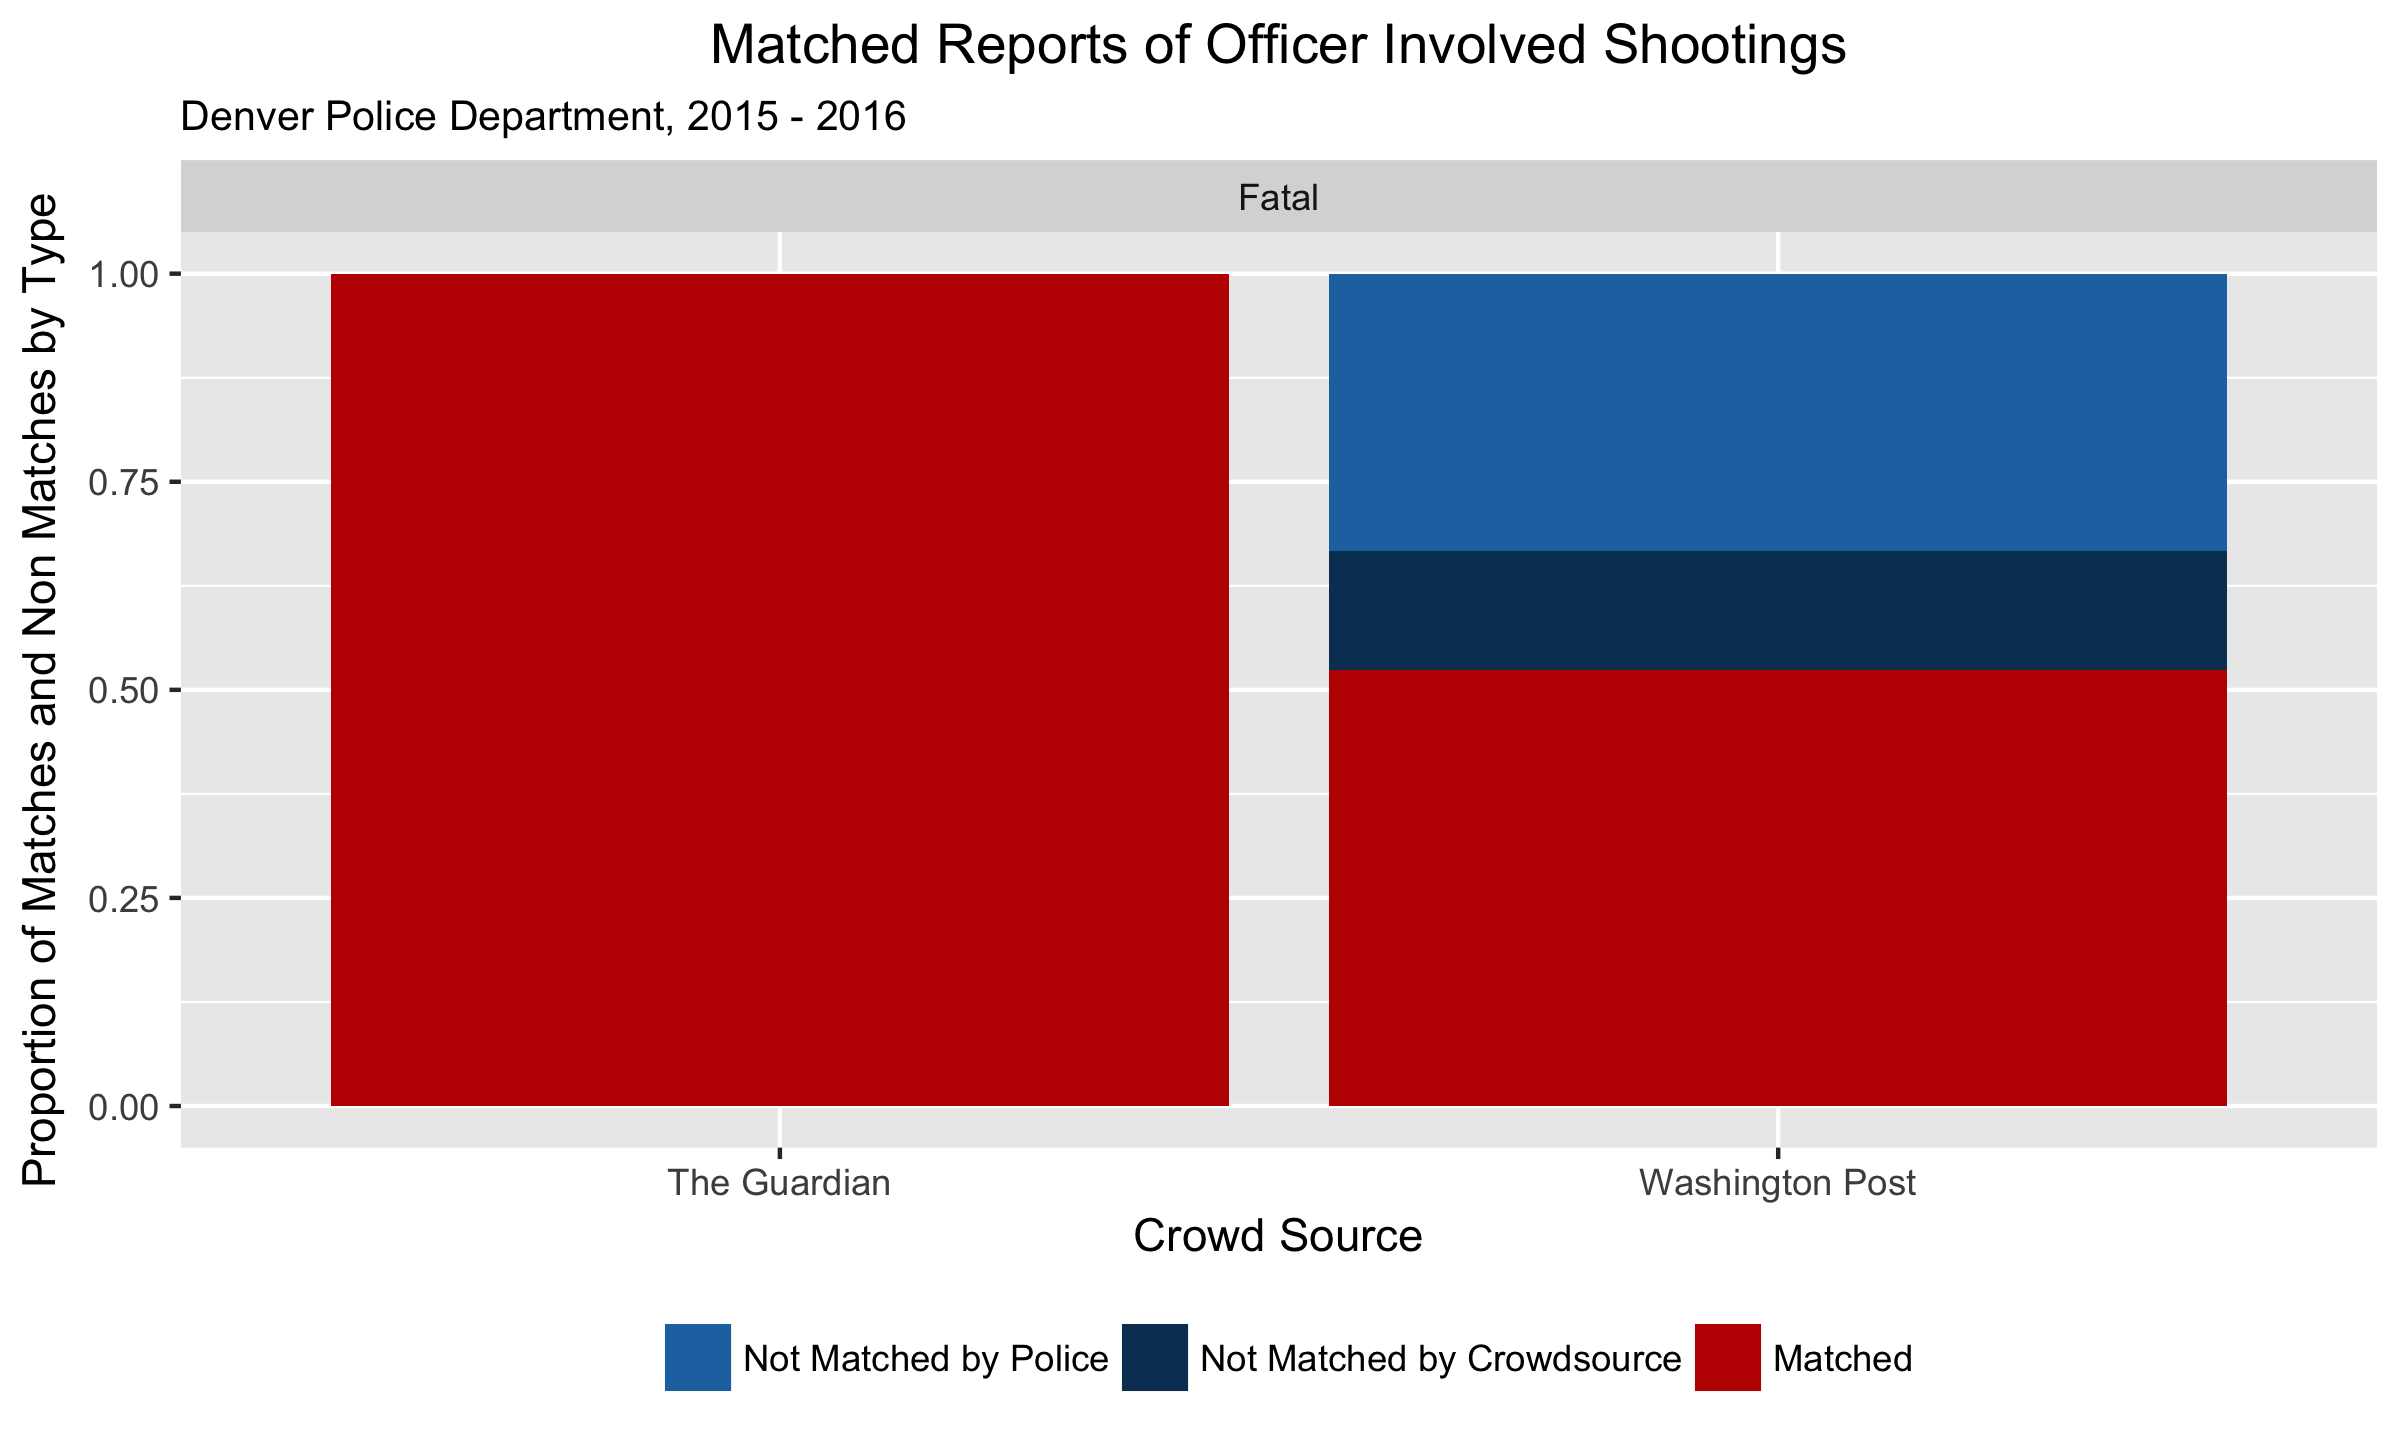 Matched Reports of Officer Involved Shootings
Denver Police Department, 2015 - 2016
Fatal
Proportion of Matches and Non Matches by Type
1.00
0.75
0.50
0.25
0.00
The Guardian
Washington Post
Crowd Source
Not Matched by Police
Not Matched by Crowdsource
Matched